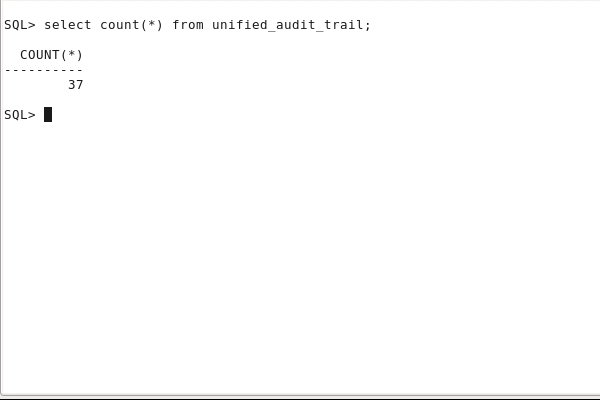 SQL> select count(*) from unified_audit_trail;
COUNT(*)
----------
37
SQL>